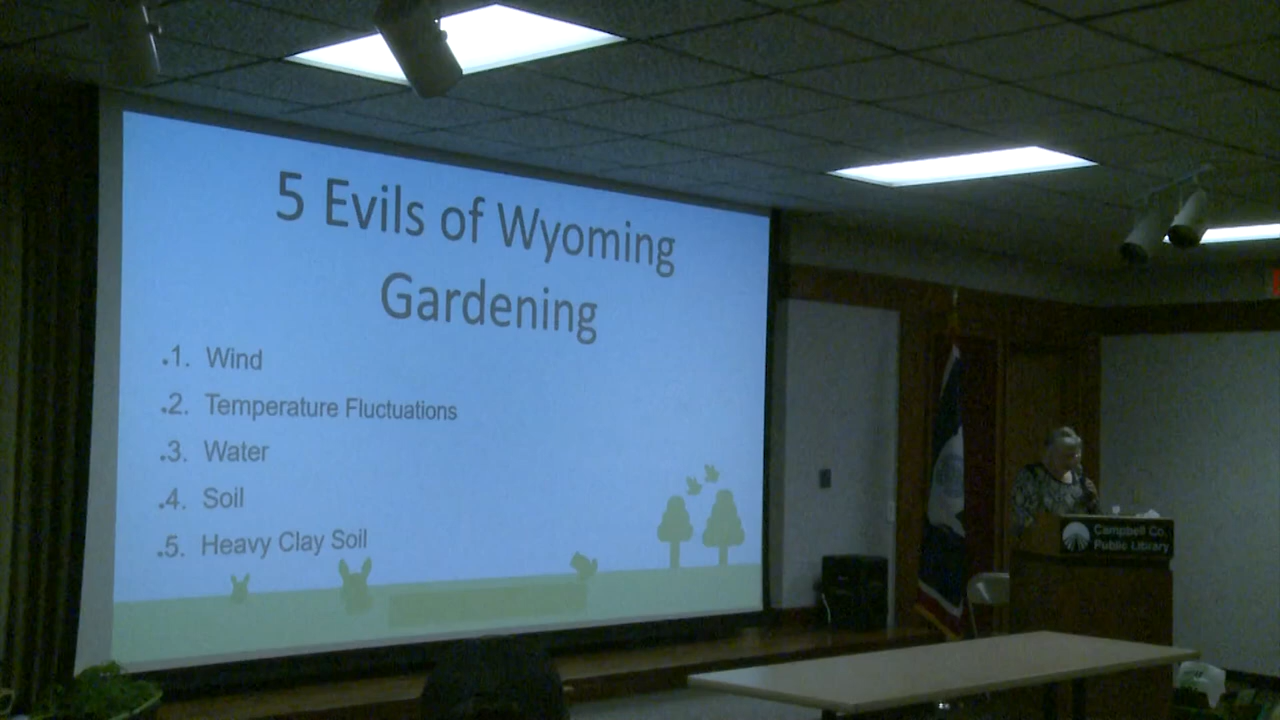 5 Evils of Wyoming
Gardening
.1. Wind
.2. Temperature Fluctuations
.3. Water
.4. Soil
.5. Heavy Clay Soil
Campbell Co.
Public Library